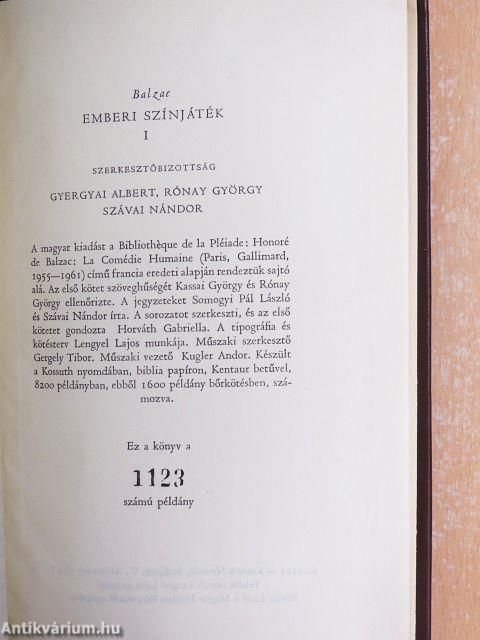 Balzac
EMBERI SZÍNJÁTÉK
I
SZERKESZTŐBIZOTTSÁG
GYERGYAI ALBERT, RÓNAY GYÖRGY
SZÁVAI NÁNDOR
A magyar kiadást a Bibliothèque de la Pléiade: Honoré
de Balzac: La Comédie Humaine (Paris, Gallimard,
1955—1961) című francia eredeti alapján rendeztük sajtó
alá. Az első kötet szöveghűségét Kassai György és Rónay
György ellenőrizte. A jegyzeteket Somogyi Pál László
és Szávai Nándor írta. A sorozatot szerkeszti, és az első
kötetet gondozta Horváth Gabriella. A tipográfia és
kötésterv Lengyel Lajos munkája. Műszaki szerkesztő
Gergely Tibor. Műszaki vezető Kugler Andor. Készült
a Kossuth nyomdában, biblia papíron, Kentaur betűvel,
8200 példányban, ebből 1600 példány bőrkötésben, szá-
mozva.
Ez a könyv a
1123
számú példány
Antikvárium.hu